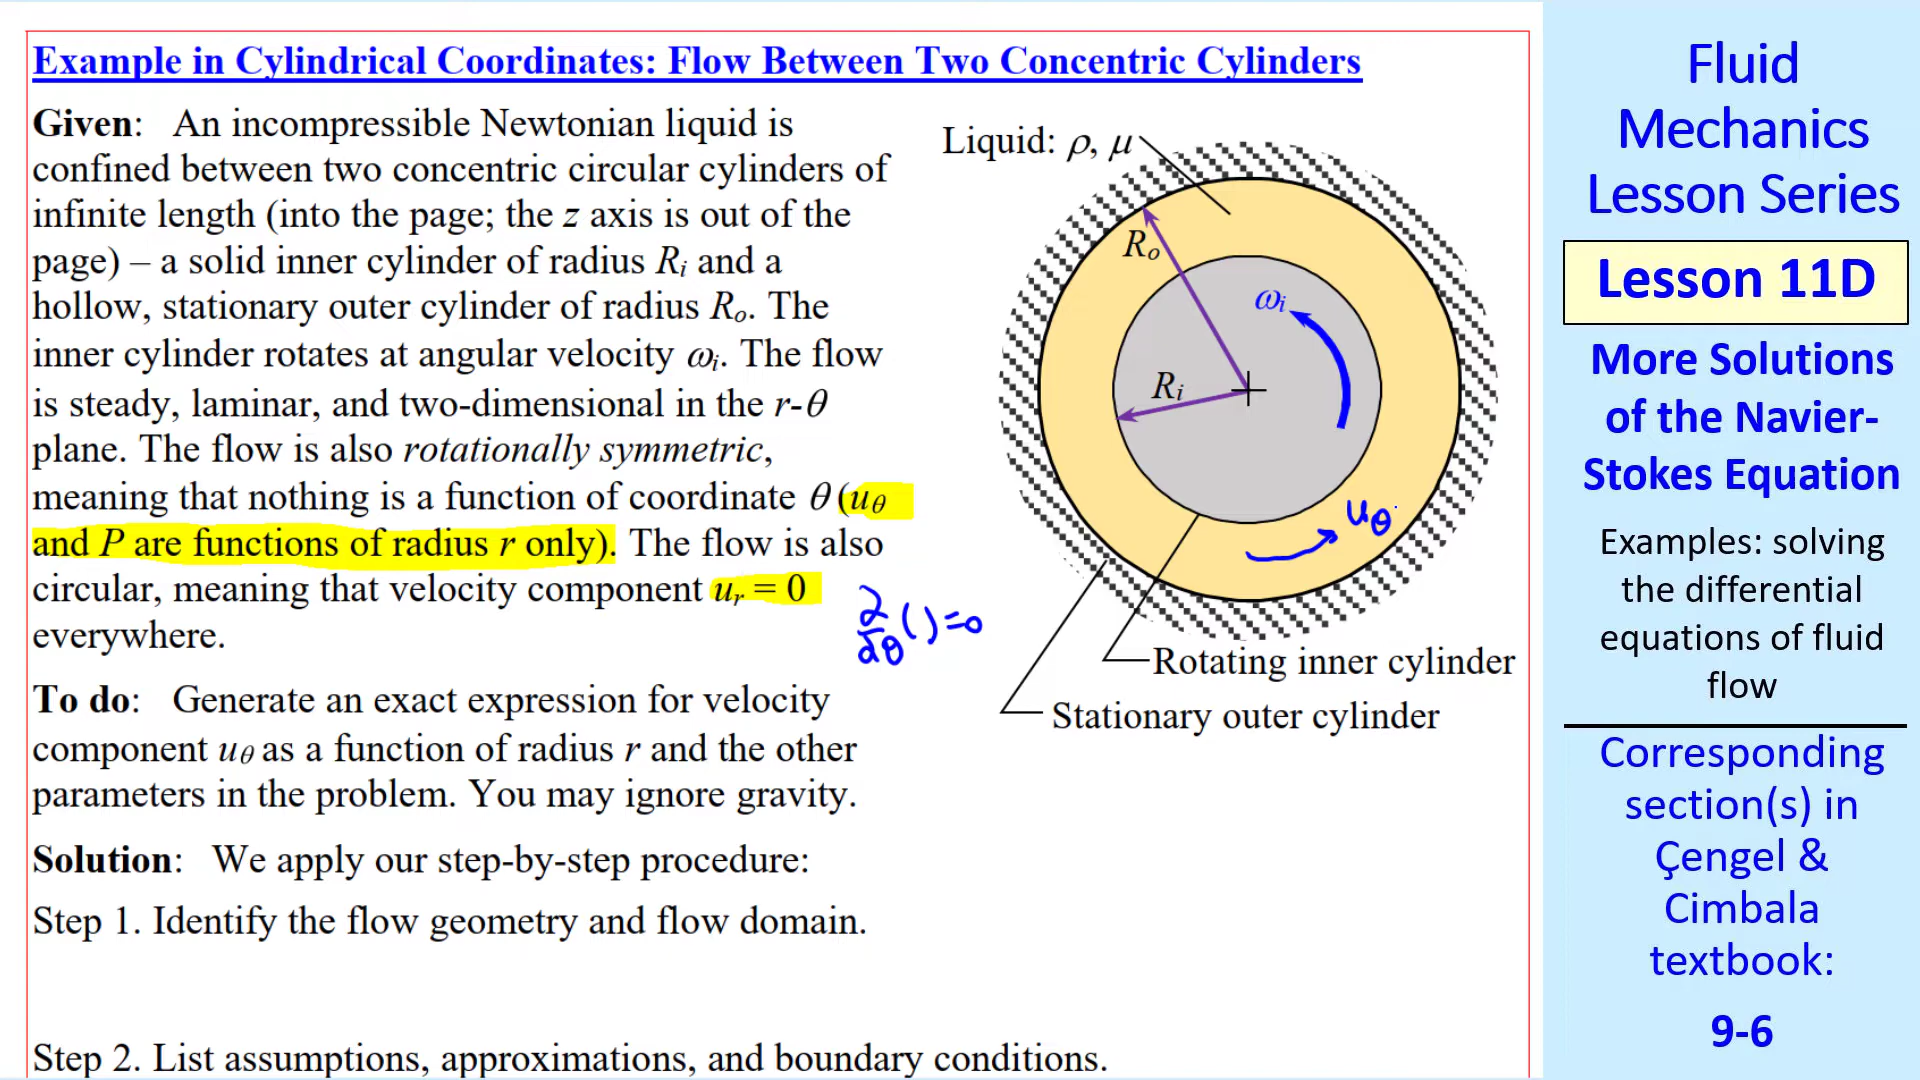 Example in Cylindrical Coordinates: Flow Between Two Concentric Cylinders
Given: An incompressible Newtonian liquid is
confined between two concentric circular cylinders of
infinite length (into the page; the z axis is out of the
page) – a solid inner cylinder of radius Rᵢ and a
hollow, stationary outer cylinder of radius Rₒ. The
inner cylinder rotates at angular velocity ωᵢ. The flow
is steady, laminar, and two-dimensional in the r-θ
plane. The flow is also rotationally symmetric,
meaning that nothing is a function of coordinate θ (uθ
and P are functions of radius r only). The flow is also
circular, meaning that velocity component uᵣ = 0
everywhere.
∂/∂θ ( ) = 0
To do: Generate an exact expression for velocity
component uθ as a function of radius r and the other
parameters in the problem. You may ignore gravity.
Solution: We apply our step-by-step procedure:
Step 1. Identify the flow geometry and flow domain.
Step 2. List assumptions, approximations, and boundary conditions.
Liquid: ρ, μ
Rₒ
ωᵢ
Rᵢ
uθ
Rotating inner cylinder
Stationary outer cylinder
Fluid
Mechanics
Lesson Series
Lesson 11D
More Solutions
of the Navier-
Stokes Equation
Examples: solving
the differential
equations of fluid
flow
Corresponding
section(s) in
Çengel &
Cimbala
textbook:
9-6